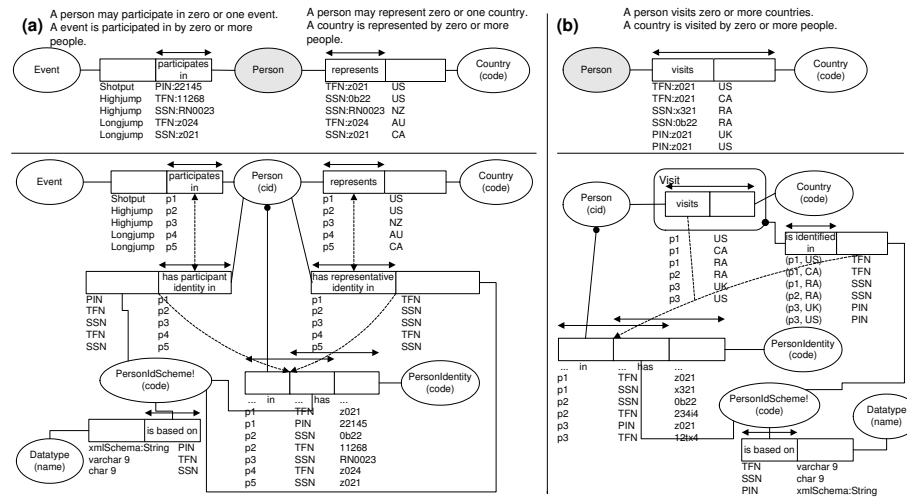 (a)
A person may participate in zero or one event.
A event is participated in by zero or more
people.
A person may represent zero or one country.
A country is represented by zero or more
people.
Event
participates
in
Person
represents
Country
(code)
Shotput PIN:22145
Highjump TFN:11268
Highjump SSN:RN0023
Longjump TFN:z024
Longjump SSN:z021
TFN:z021 US
SSN:0b22 US
SSN:RN0023 NZ
TFN:z024 AU
SSN:z021 CA
Event
participates
in
Person
(cid)
represents
Country
(code)
Shotput p1
Highjump p2
Highjump p3
Longjump p4
Longjump p5
p1 US
p2 US
p3 NZ
p4 AU
p5 CA
has participant
identity in
has representative
identity in
PIN p1
TFN p2
SSN p3
TFN p4
SSN p5
p1 TFN
p2 SSN
p3 SSN
p4 TFN
p5 SSN
PersonIdScheme!
(code)
PersonIdentity
(code)
... in ... has ...
p1 TFN z021
p1 PIN 22145
p2 SSN 0b22
p2 TFN 11268
p3 SSN RN0023
p4 TFN z024
p5 SSN z021
is based on
Datatype
(name)
xmlSchema:String PIN
varchar 9 TFN
char 9 SSN
(b)
A person visits zero or more countries.
A country is visited by zero or more people.
Person
visits
Country
(code)
TFN:z021 US
TFN:z021 CA
SSN:x321 RA
SSN:0b22 RA
PIN:z021 UK
PIN:z021 US
Person
(cid)
Visit
visits
Country
(code)
p1 US
p1 CA
p1 RA
p2 RA
p3 UK
p3 US
is identified
in
(p1, US) TFN
(p1, CA) TFN
(p1, RA) SSN
(p2, RA) SSN
(p3, UK) PIN
(p3, US) PIN
PersonIdentity
(code)
... in ... has ...
p1 TFN z021
p1 SSN x321
p2 SSN 0b22
p2 TFN 234i4
p3 PIN z021
p3 TFN 12tx4
PersonIdScheme!
(code)
Datatype
(name)
is based on
TFN varchar 9
SSN char 9
PIN xmlSchema:String